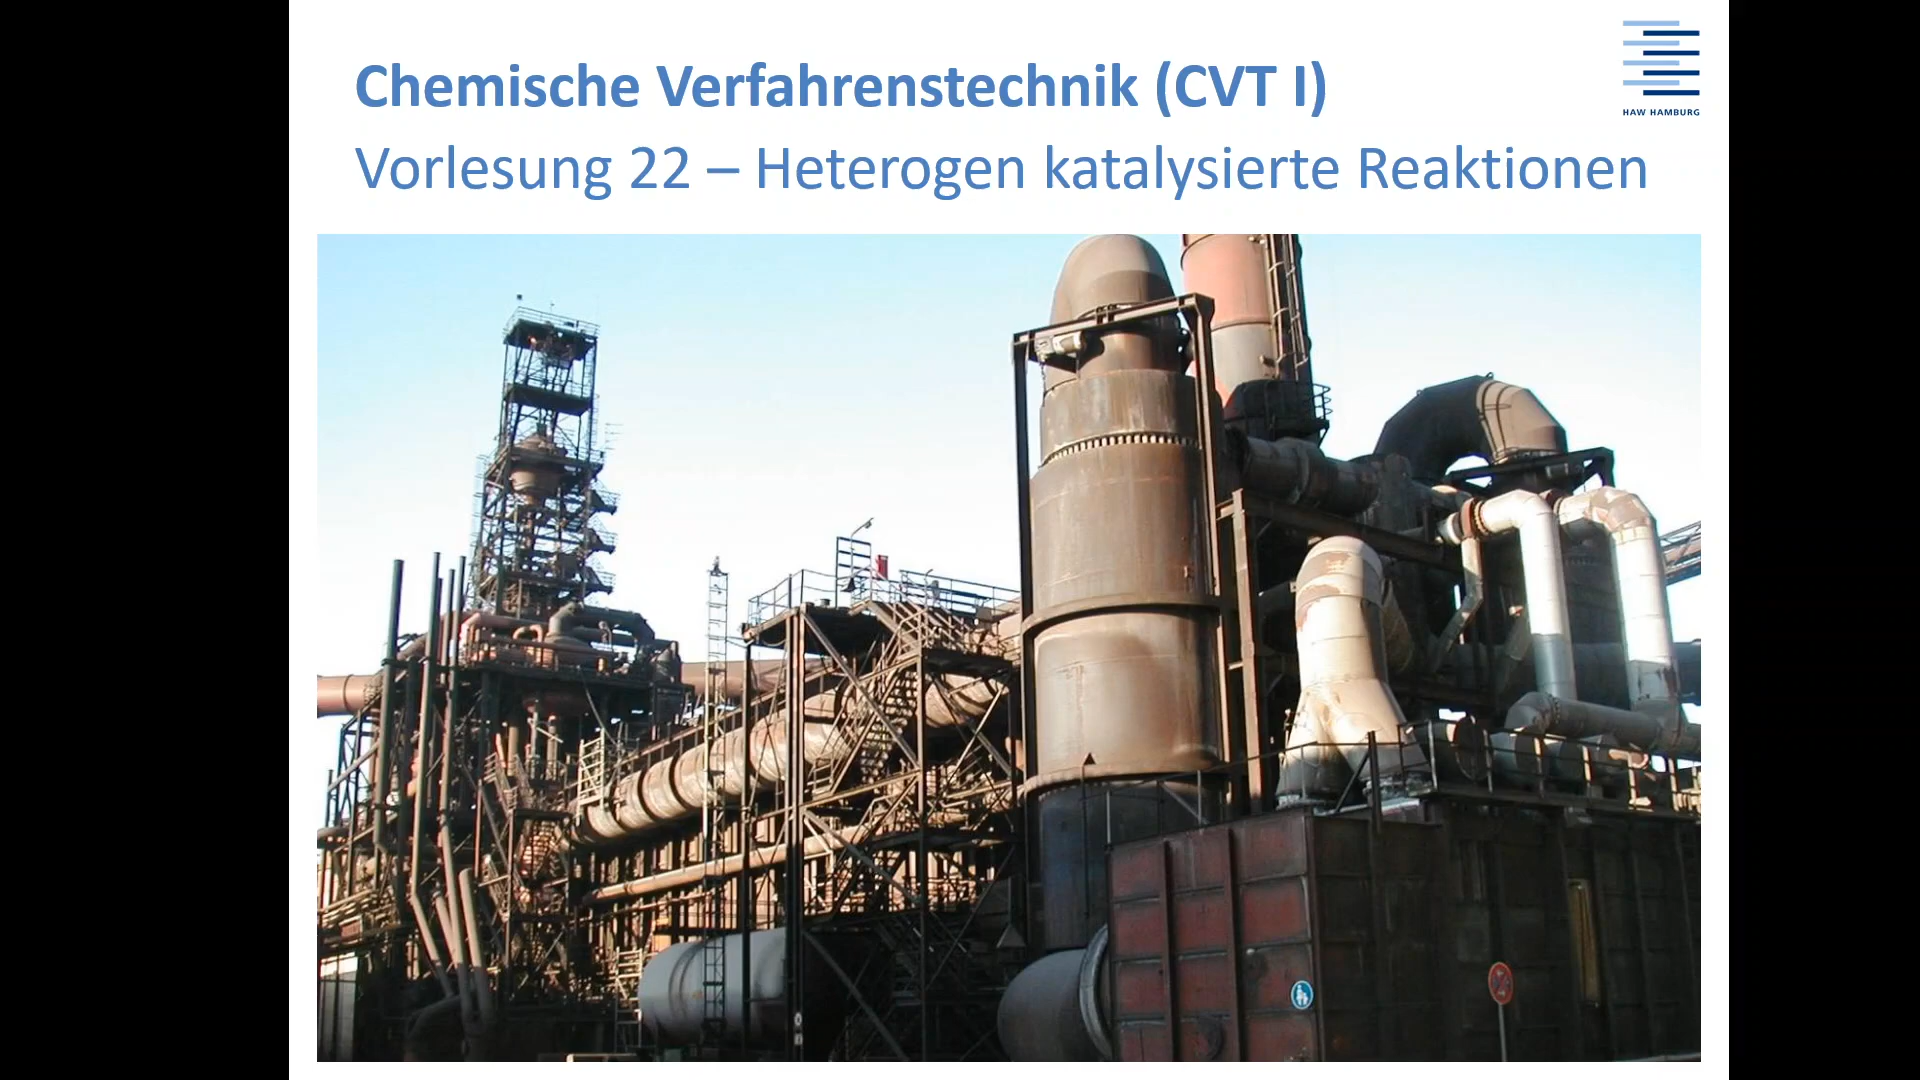 Chemische Verfahrenstechnik (CVT I)
Vorlesung 22 – Heterogen katalysierte Reaktionen
HAW HAMBURG